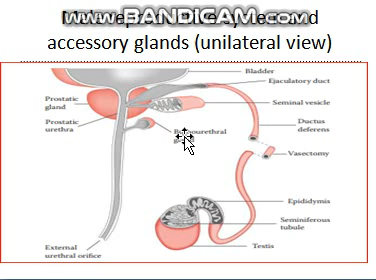 www.BANDICAM.com
accessory glands (unilateral view)
Bladder
Ejaculatory duct
Prostatic
gland
Seminal vesicle
Prostatic
urethra
Ductus
deferens
Vasectomy
Epididymis
Seminiferous
tubule
External
urethral orifice
Testis